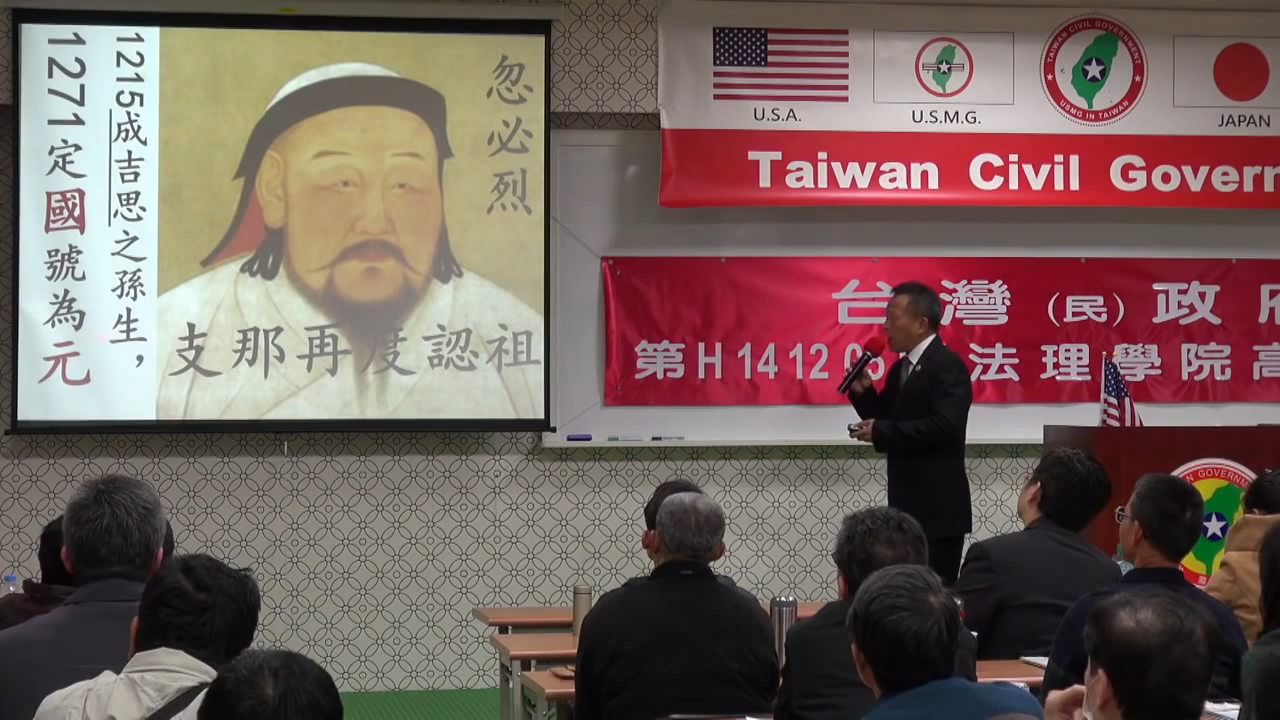 1215成吉思之孫生，
1271定國號為元
忽必烈
支那再度認祖
U.S.A.
U.S.M.G.
TAIWAN CIVIL GOVERNMENT
USMG IN TAIWAN
JAPAN
Taiwan Civil Govern
台灣（民）政府
第H 14 12 0
法理學院高
N GOVERNM